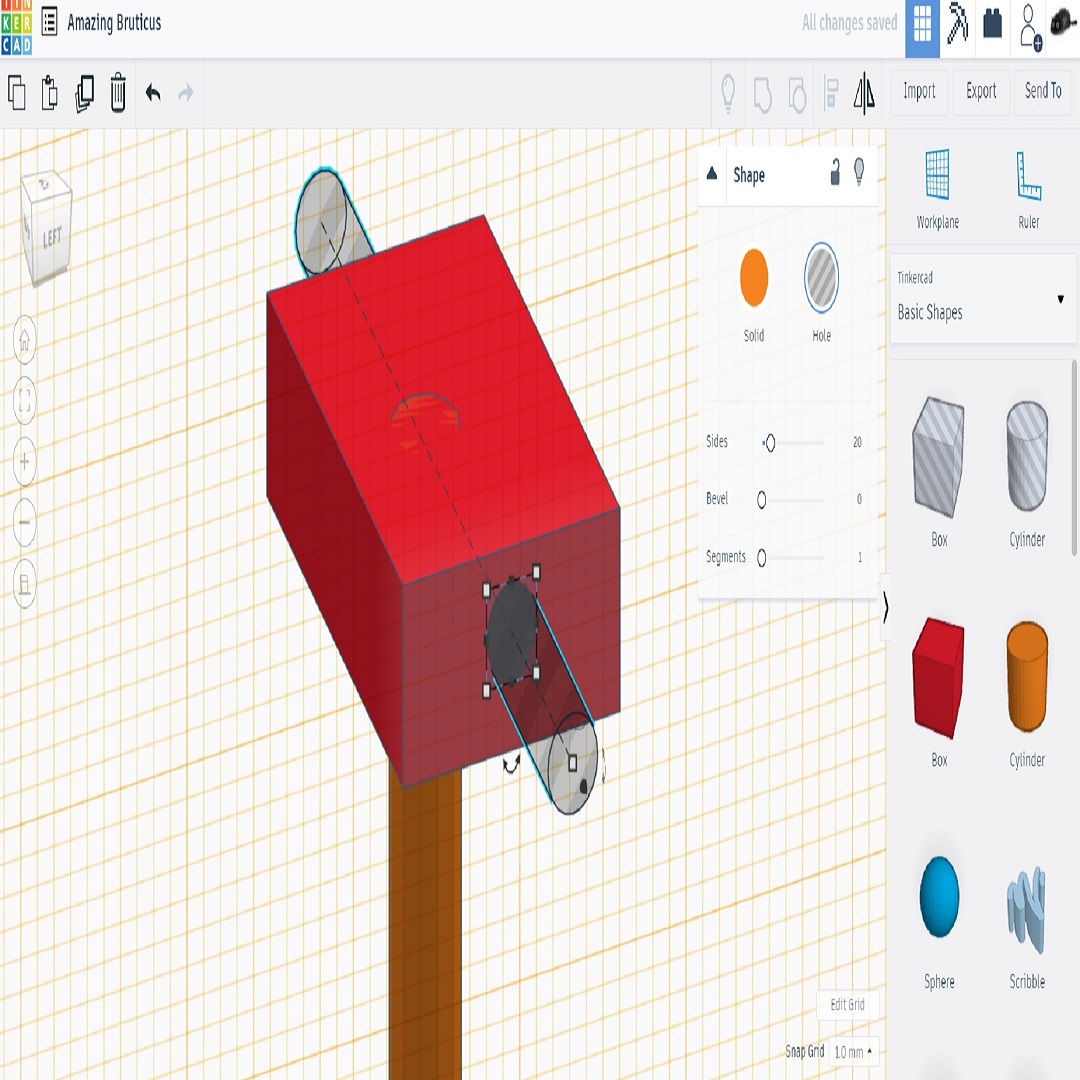 TIN
KER
CAD
Amazing Bruticus
All changes saved
Import
Export
Send To
LEFT
Shape
Solid
Hole
Sides
20
Bevel
0
Segments
1
Workplane
Ruler
Tinkercad
Basic Shapes
Box
Cylinder
Box
Cylinder
Sphere
Scribble
Edit Grid
Snap Grid
1.0 mm